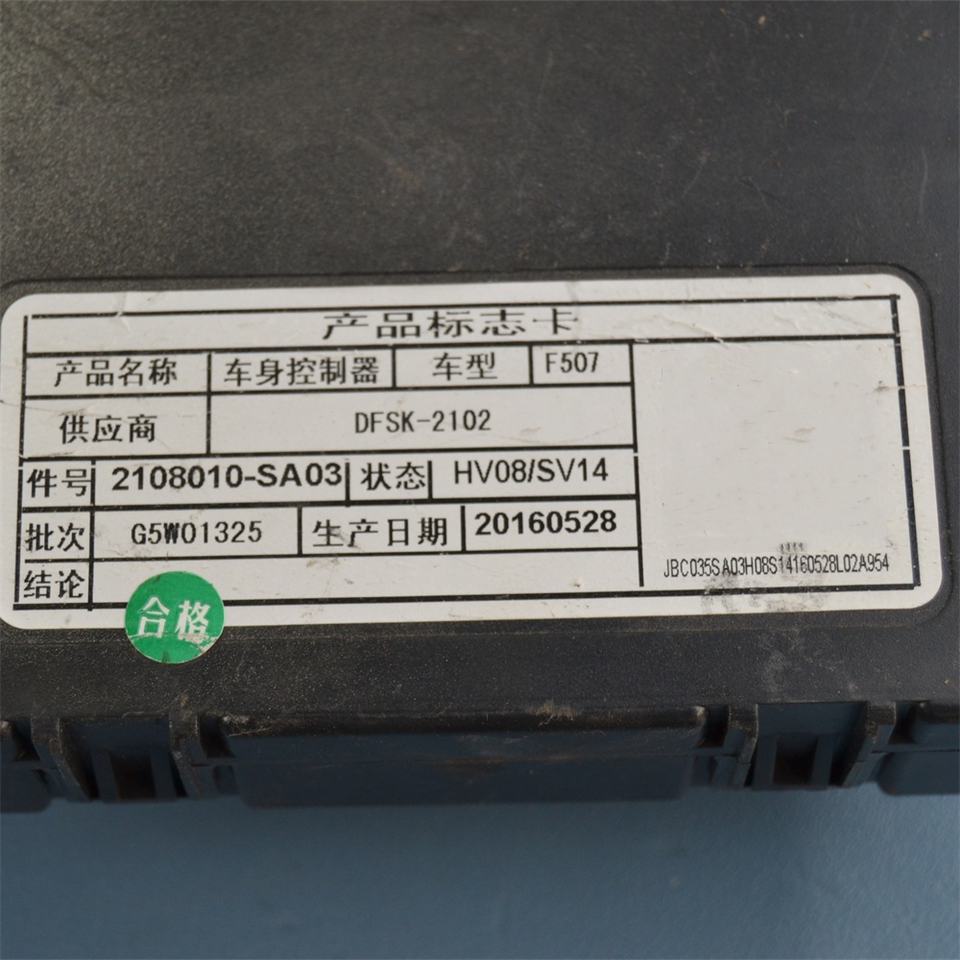 产品标志卡
产品名称 车身控制器 车型 F507
供应商 DFSK-2102
件号 2108010-SA03 状态 HV08/SV14
批次 G5W01325 生产日期 20160528
JBC035SA03H08S14160528L02A954
结论 合格